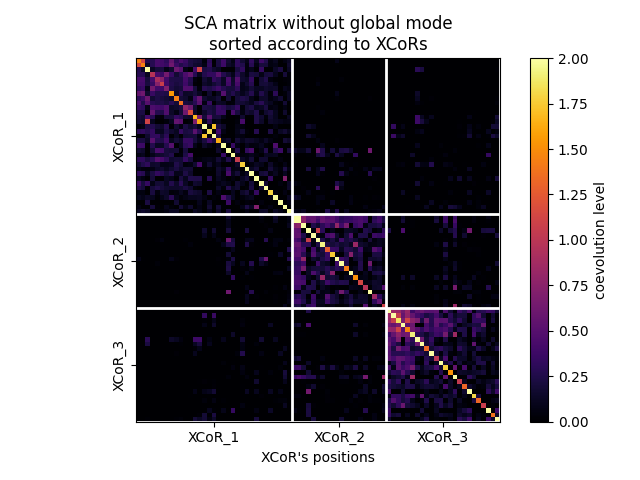 SCA matrix without global mode
sorted according to XCoRs
XCoR_1
XCoR_2
XCoR_3
XCoR_1
XCoR_2
XCoR_3
XCoR's positions
2.00
1.75
1.50
1.25
1.00
0.75
0.50
0.25
0.00
coevolution level